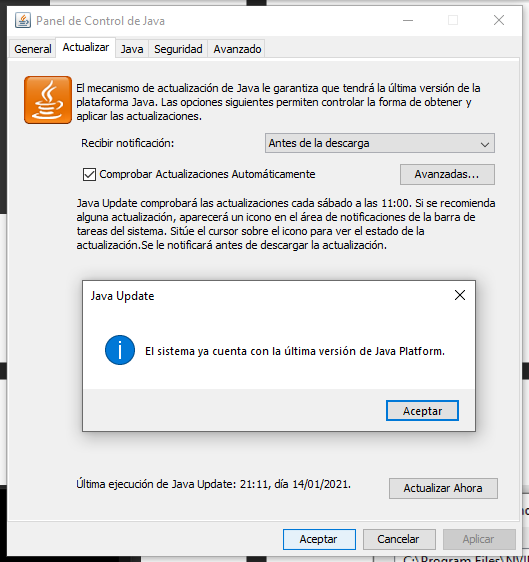 Panel de Control de Java
General Actualizar Java Seguridad Avanzado
El mecanismo de actualización de Java le garantiza que tendrá la última versión de la
plataforma Java. Las opciones siguientes permiten controlar la forma de obtener y
aplicar las actualizaciones.
Recibir notificación: Antes de la descarga
Comprobar Actualizaciones Automáticamente Avanzadas...
Java Update comprobará las actualizaciones cada sábado a las 11:00. Si se recomienda
alguna actualización, aparecerá un icono en el área de notificaciones de la barra de
tareas del sistema. Sitúe el cursor sobre el icono para ver el estado de la
actualización.Se le notificará antes de descargar la actualización.
Java Update
El sistema ya cuenta con la última versión de Java Platform.
Aceptar
Última ejecución de Java Update: 21:11, día 14/01/2021.
Actualizar Ahora
Aceptar Cancelar Aplicar